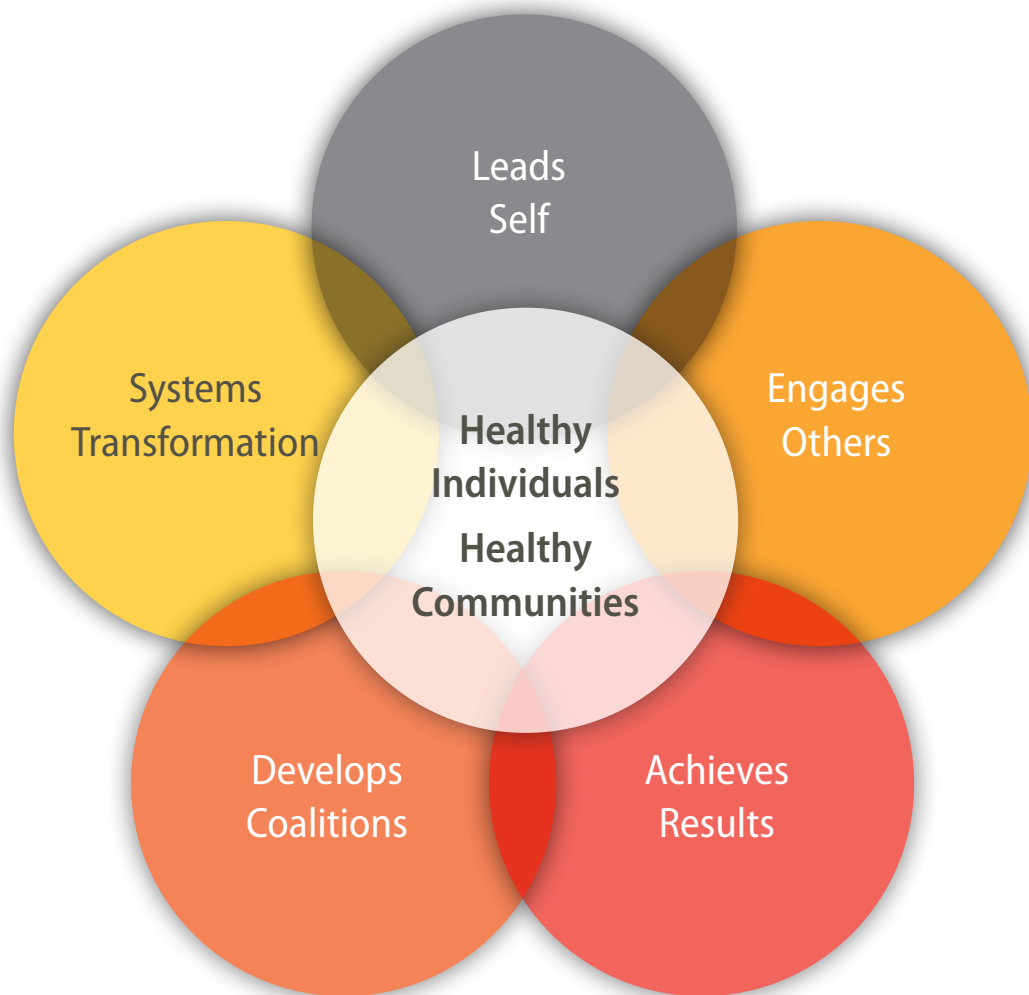 Leads
Self
Engages
Others
Achieves
Results
Develops
Coalitions
Systems
Transformation
Healthy
Individuals
Healthy
Communities